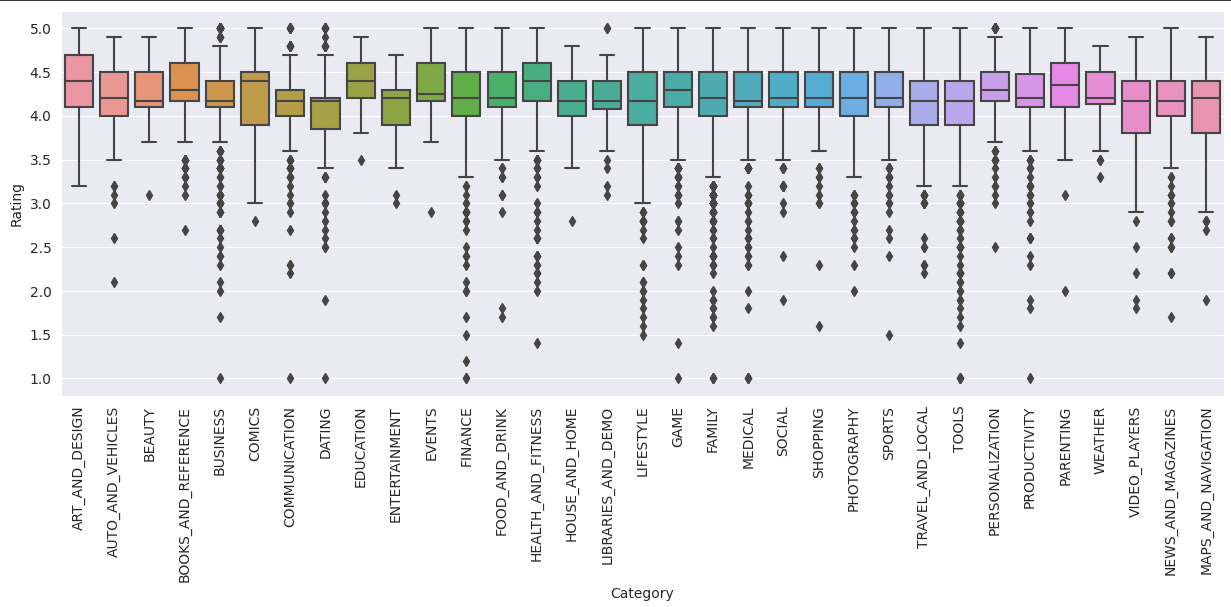 5.0
4.5
4.0
3.5
3.0
2.5
2.0
1.5
1.0
Rating
ART_AND_DESIGN
AUTO_AND_VEHICLES
BEAUTY
BOOKS_AND_REFERENCE
BUSINESS
COMICS
COMMUNICATION
DATING
EDUCATION
ENTERTAINMENT
EVENTS
FINANCE
FOOD_AND_DRINK
HEALTH_AND_FITNESS
HOUSE_AND_HOME
LIBRARIES_AND_DEMO
LIFESTYLE
GAME
FAMILY
MEDICAL
SOCIAL
SHOPPING
PHOTOGRAPHY
SPORTS
TRAVEL_AND_LOCAL
TOOLS
PERSONALIZATION
PRODUCTIVITY
PARENTING
WEATHER
VIDEO_PLAYERS
NEWS_AND_MAGAZINES
MAPS_AND_NAVIGATION
Category